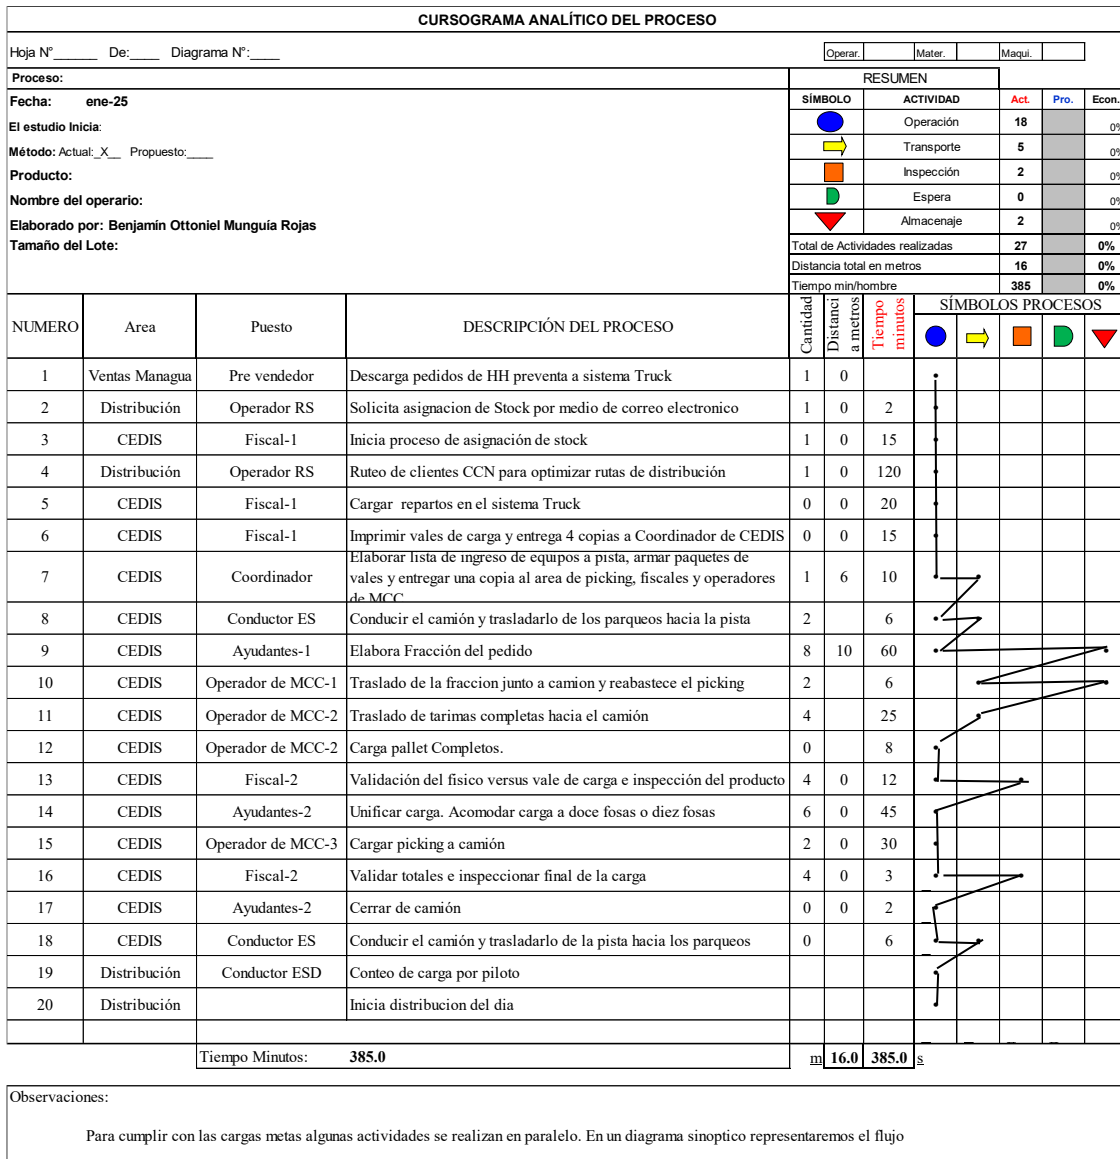 CURSOGRAMA ANALÍTICO DEL PROCESO
Hoja N°______ De:____ Diagrama N°:____ Operar. Mater. Maqui.
Proceso: RESUMEN
Fecha: ene-25 SÍMBOLO ACTIVIDAD Act. Pro. Econ.
El estudio Inicia: Operación 18 0%
Método: Actual:_X__ Propuesto:____ Transporte 5 0%
Producto: Inspección 2 0%
Nombre del operario: Espera 0 0%
Elaborado por: Benjamín Ottoniel Munguía Rojas Almacenaje 2 0%
Tamaño del Lote: Total de Actividades realizadas 27 0%
Distancia total en metros 16 0%
Tiempo min/hombre 385 0%
NUMERO Area Puesto DESCRIPCIÓN DEL PROCESO Cantidad Distanci a metros Tiempo minutos SÍMBOLOS PROCESOS
1 Ventas Managua Pre vendedor Descarga pedidos de HH preventa a sistema Truck 1 0
2 Distribución Operador RS Solicita asignacion de Stock por medio de correo electronico 1 0 2
3 CEDIS Fiscal-1 Inicia proceso de asignación de stock 1 0 15
4 Distribución Operador RS Ruteo de clientes CCN para optimizar rutas de distribución 1 0 120
5 CEDIS Fiscal-1 Cargar repartos en el sistema Truck 0 0 20
6 CEDIS Fiscal-1 Imprimir vales de carga y entrega 4 copias a Coordinador de CEDIS 0 0 15
7 CEDIS Coordinador Elaborar lista de ingreso de equipos a pista, armar paquetes de
vales y entregar una copia al area de picking, fiscales y operadores 1 6 10
de MCC
8 CEDIS Conductor ES Conducir el camión y trasladarlo de los parqueos hacia la pista 2 6
9 CEDIS Ayudantes-1 Elabora Fracción del pedido 8 10 60
10 CEDIS Operador de MCC-1 Traslado de la fraccion junto a camion y reabastece el picking 2 6
11 CEDIS Operador de MCC-2 Traslado de tarimas completas hacia el camión 4 25
12 CEDIS Operador de MCC-2 Carga pallet Completos. 0 8
13 CEDIS Fiscal-2 Validación del fisico versus vale de carga e inspección del producto 4 0 12
14 CEDIS Ayudantes-2 Unificar carga. Acomodar carga a doce fosas o diez fosas 6 0 45
15 CEDIS Operador de MCC-3 Cargar picking a camión 2 0 30
16 CEDIS Fiscal-2 Validar totales e inspeccionar final de la carga 4 0 3
17 CEDIS Ayudantes-2 Cerrar de camión 0 0 2
18 CEDIS Conductor ES Conducir el camión y trasladarlo de la pista hacia los parqueos 0 6
19 Distribución Conductor ESD Conteo de carga por piloto
20 Distribución Inicia distribucion del dia
Tiempo Minutos: 385.0 m 16.0 385.0 s
Observaciones:
Para cumplir con las cargas metas algunas actividades se realizan en paralelo. En un diagrama sinoptico representaremos el flujo